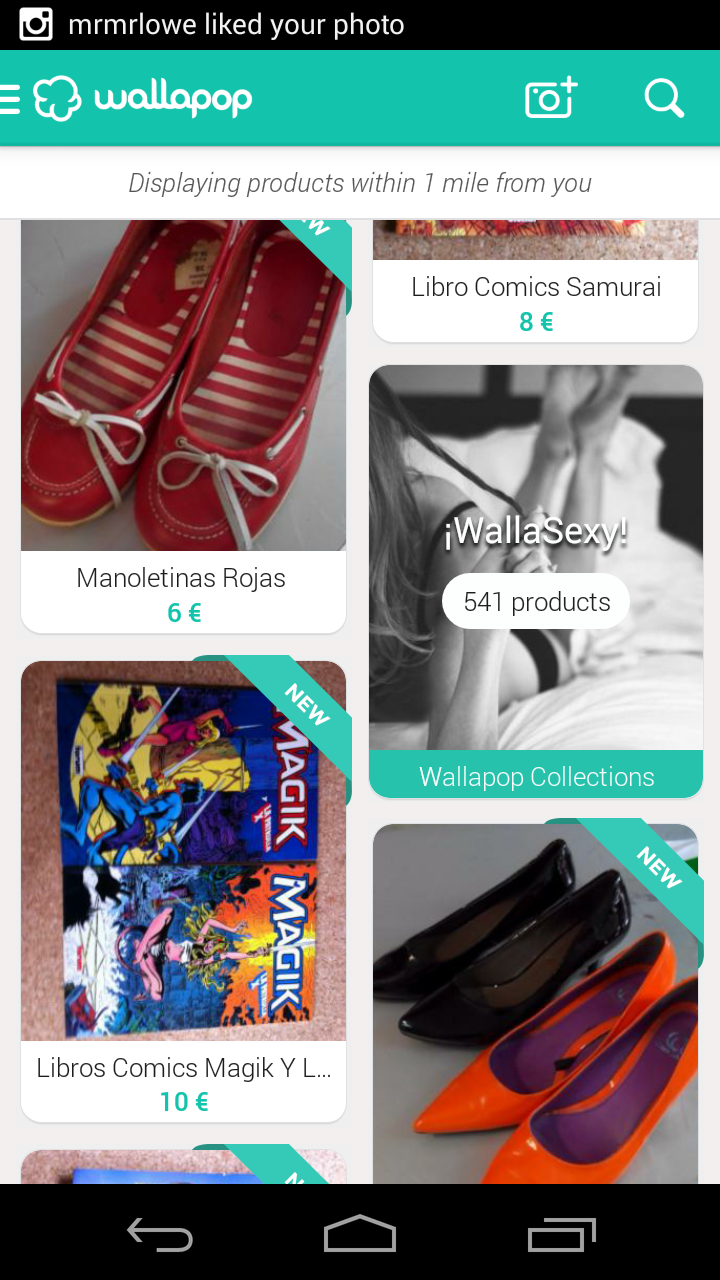 mrmrlowe liked your photo
wallapop
Displaying products within 1 mile from you
NEW
Manoletinas Rojas
6 €
Libro Comics Samurai
8 €
¡WallaSexy!
541 products
Wallapop Collections
NEW
MAGIK
MAGIK
Libros Comics Magik Y L...
10 €
NEW